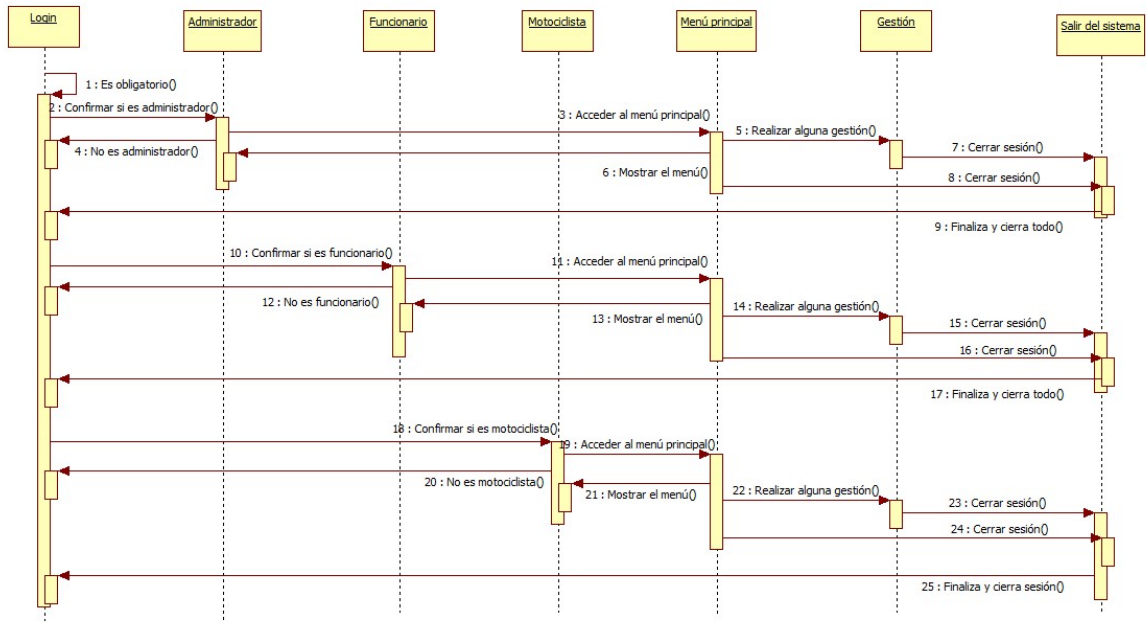 Login
Administrador
Funcionario
Motociclista
Menú principal
Gestión
Salir del sistema
1 : Es obligatorio()
2 : Confirmar si es administrador()
3 : Acceder al menú principal()
4 : No es administrador()
5 : Realizar alguna gestión()
6 : Mostrar el menú()
7 : Cerrar sesión()
8 : Cerrar sesión()
9 : Finaliza y cierra todo()
10 : Confirmar si es funcionario()
11 : Acceder al menú principal()
12 : No es funcionario()
13 : Mostrar el menú()
14 : Realizar alguna gestión()
15 : Cerrar sesión()
16 : Cerrar sesión()
17 : Finaliza y cierra todo()
18 : Confirmar si es motociclista()
19 : Acceder al menú principal()
20 : No es motociclista()
21 : Mostrar el menú()
22 : Realizar alguna gestión()
23 : Cerrar sesión()
24 : Cerrar sesión()
25 : Finaliza y cierra sesión()